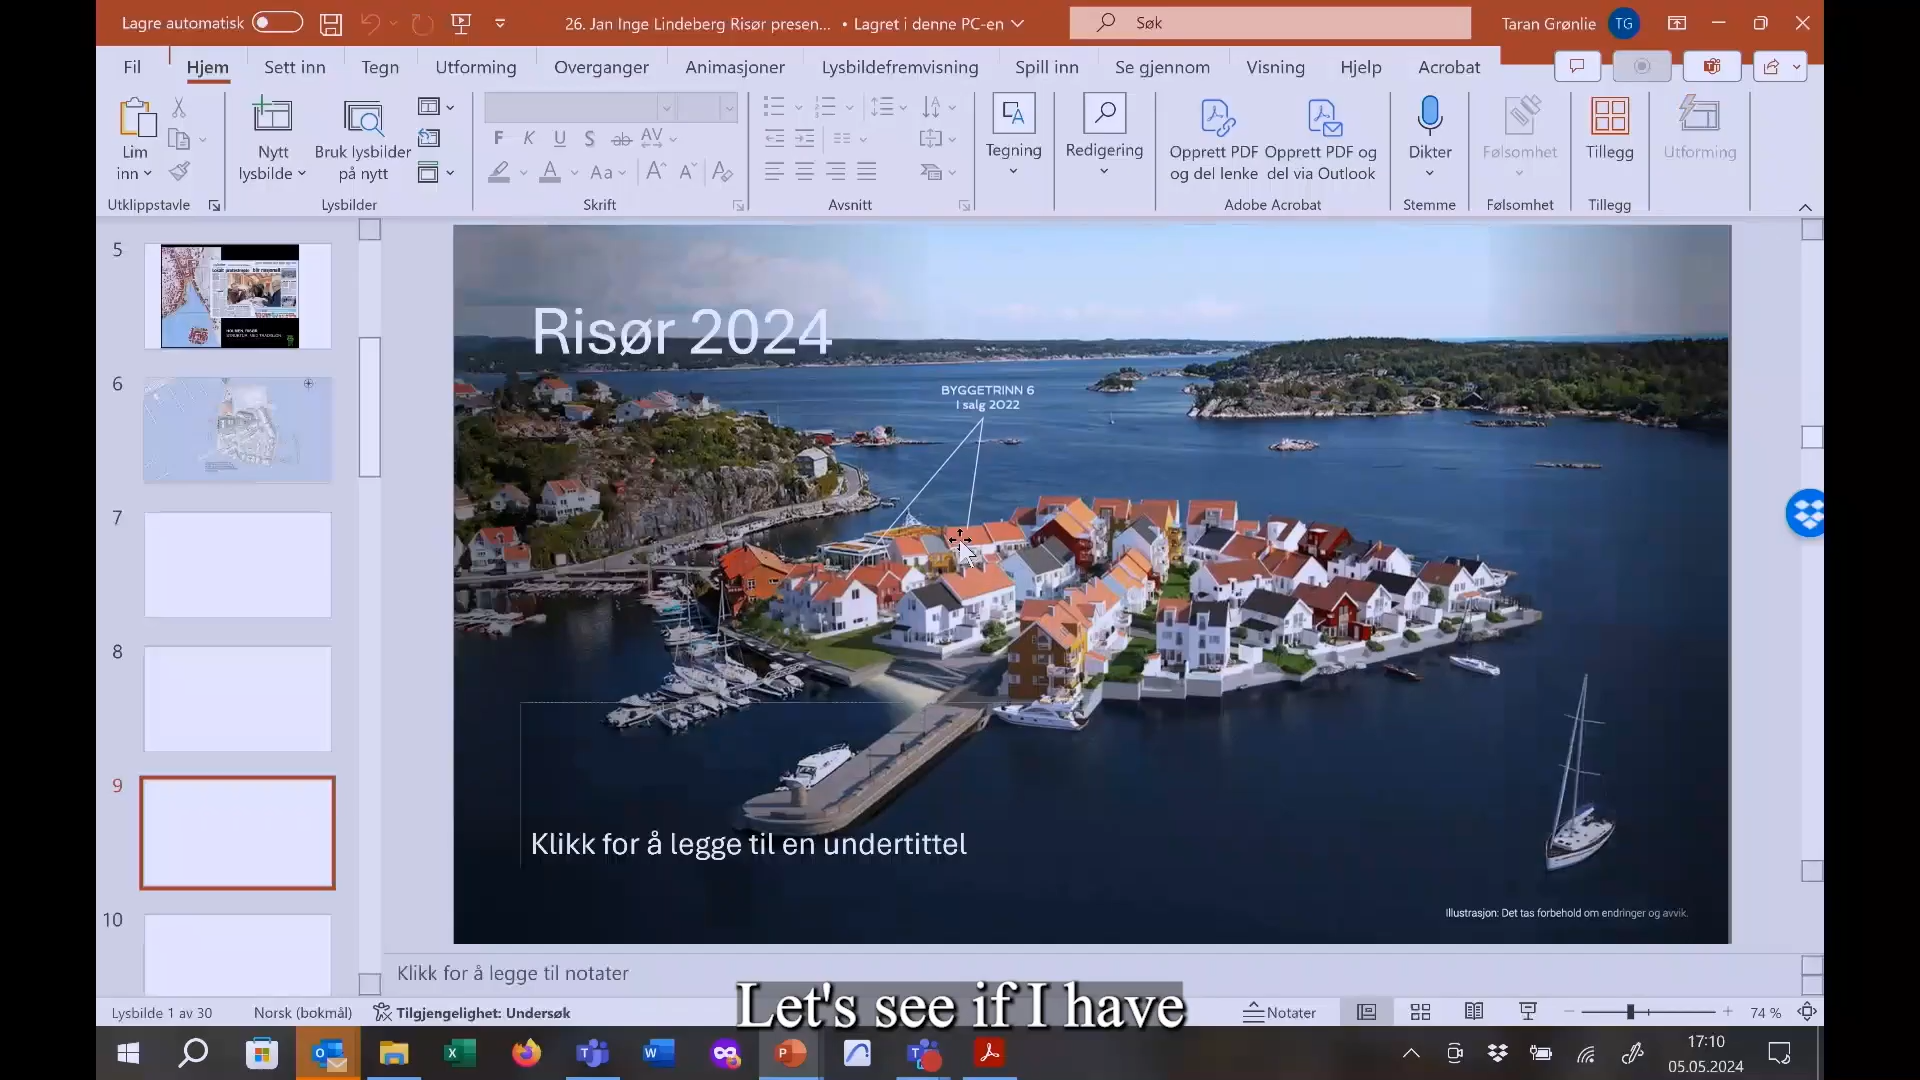 Lagre automatisk
26. Jan Inge Lindeberg Risør presen... • Lagret i denne PC-en
Søk
Taran Grønlie
TG
Fil
Hjem
Sett inn
Tegn
Utforming
Overganger
Animasjoner
Lysbildefremvisning
Spill inn
Se gjennom
Visning
Hjelp
Acrobat
Lim inn
Nytt lysbilde
Bruk lysbilder på nytt
F K U S ab AV
Aa
Tegning
Redigering
Opprett PDF og del lenke
Opprett PDF og del via Outlook
Dikter
Følsomhet
Tillegg
Utforming
Utklippstavle
Lysbilder
Skrift
Avsnitt
Adobe Acrobat
Stemme
Følsomhet
Tillegg
5
6
7
8
9
10
Risør 2024
BYGGETRINN 6
I salg 2022
Klikk for å legge til en undertittel
Illustrasjon: Det tas forbehold om endringer og avvik.
Klikk for å legge til notater
Let's see if I have
Lysbilde 1 av 30
Norsk (bokmål)
Tilgjengelighet: Undersøk
Notater
74 %
17:10
05.05.2024